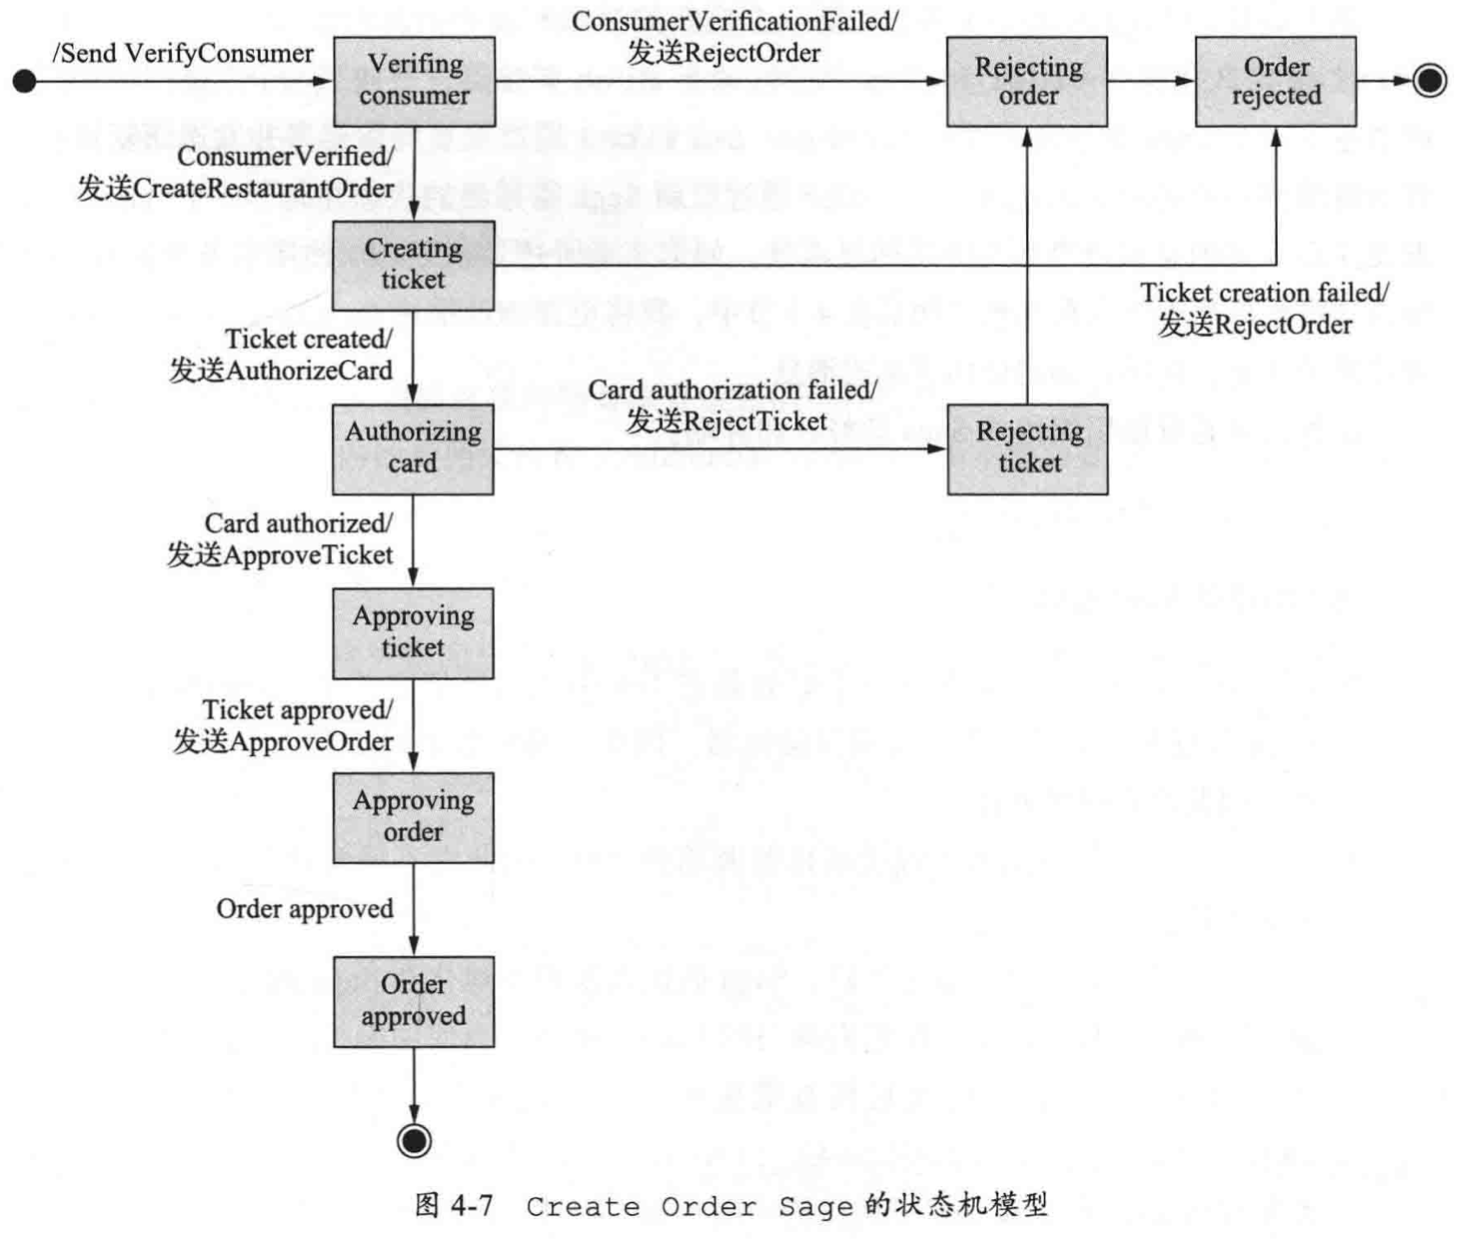 /Send VerifyConsumer
Verifing
consumer
ConsumerVerificationFailed/
发送RejectOrder
Rejecting
order
Order
rejected
ConsumerVerified/
发送CreateRestaurantOrder
Creating
ticket
Ticket creation failed/
发送RejectOrder
Ticket created/
发送AuthorizeCard
Authorizing
card
Card authorization failed/
发送RejectTicket
Rejecting
ticket
Card authorized/
发送ApproveTicket
Approving
ticket
Ticket approved/
发送ApproveOrder
Approving
order
Order approved
Order
approved
图 4-7 Create Order Sage 的状态机模型